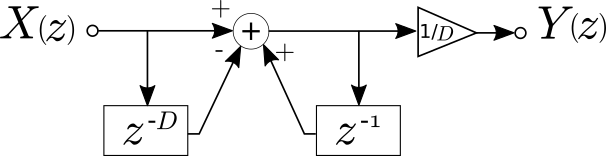 X(z) + + 1/D Y(z)
- +
z^-D z^-1